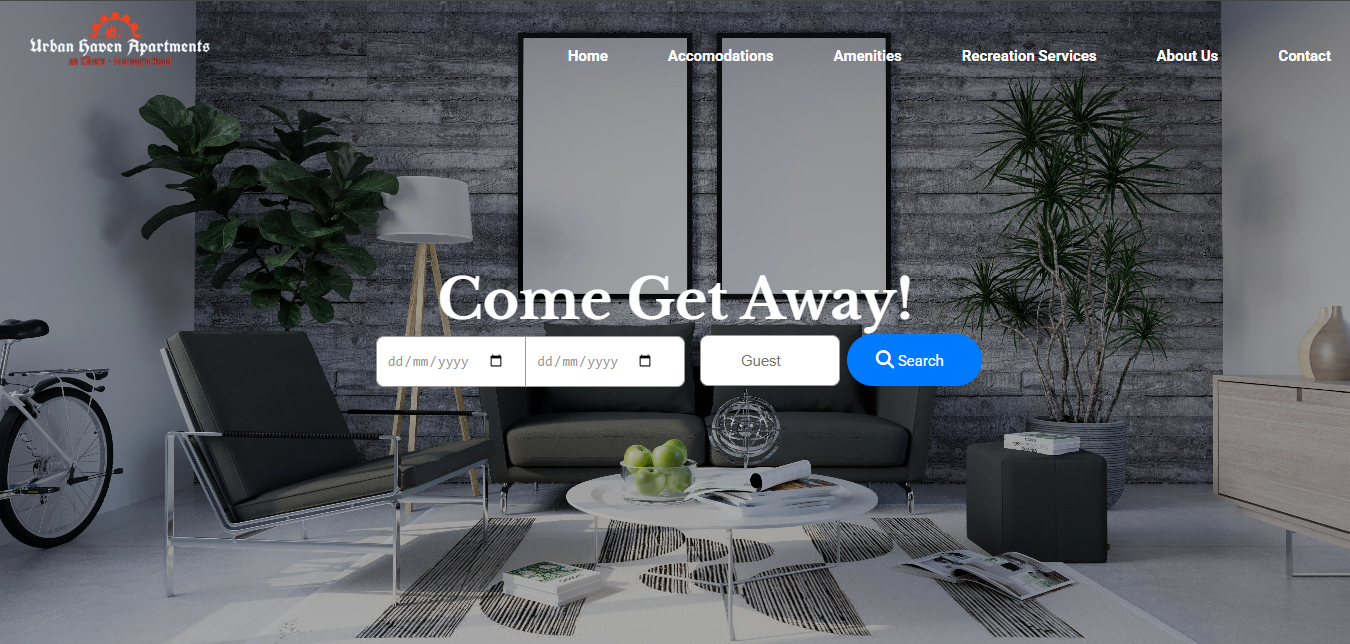 Urban Haven Apartments
Home
Accomodations
Amenities
Recreation Services
About Us
Contact
Come Get Away!
dd/mm/yyyy
dd/mm/yyyy
Guest
Search